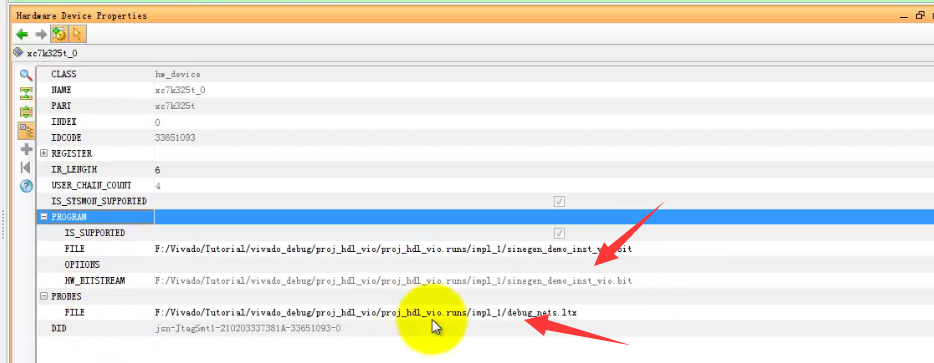 Hardware Device Properties
xc7k325t_0
CLASS hw_device
NAME xc7k325t_0
PART xc7k325t
INDEX 0
IDCODE 33651093
REGISTER
IR_LENGTH 6
USER_CHAIN_COUNT 4
IS_SYSMON_SUPPORTED
PROGRAM
IS_SUPPORTED
FILE F:/Vivado/Tutorial/vivado_debug/proj_hdl_vio/proj_hdl_vio.runs/impl_1/sinegen_demo_inst_vio.bit
OPTIONS
HW_BITSTREAM F:/Vivado/Tutorial/vivado_debug/proj_hdl_vio/proj_hdl_vio.runs/impl_1/sinegen_demo_inst_vio.bit
PROBES
FILE F:/Vivado/Tutorial/vivado_debug/proj_hdl_vio/proj_hdl_vio.runs/impl_1/debug_nets.ltx
DID jsn-JtagSmt1-210203337381A-33651093-0